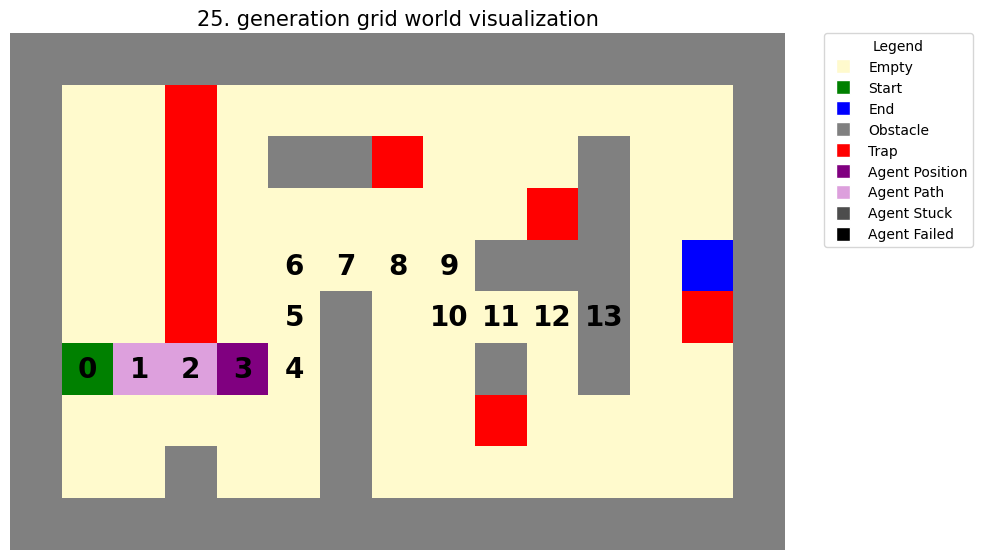 25. generation grid world visualization
Legend
Empty
Start
End
Obstacle
Trap
Agent Position
Agent Path
Agent Stuck
Agent Failed
6 7 8 9
5 10 11 12 13
0 1 2 3 4